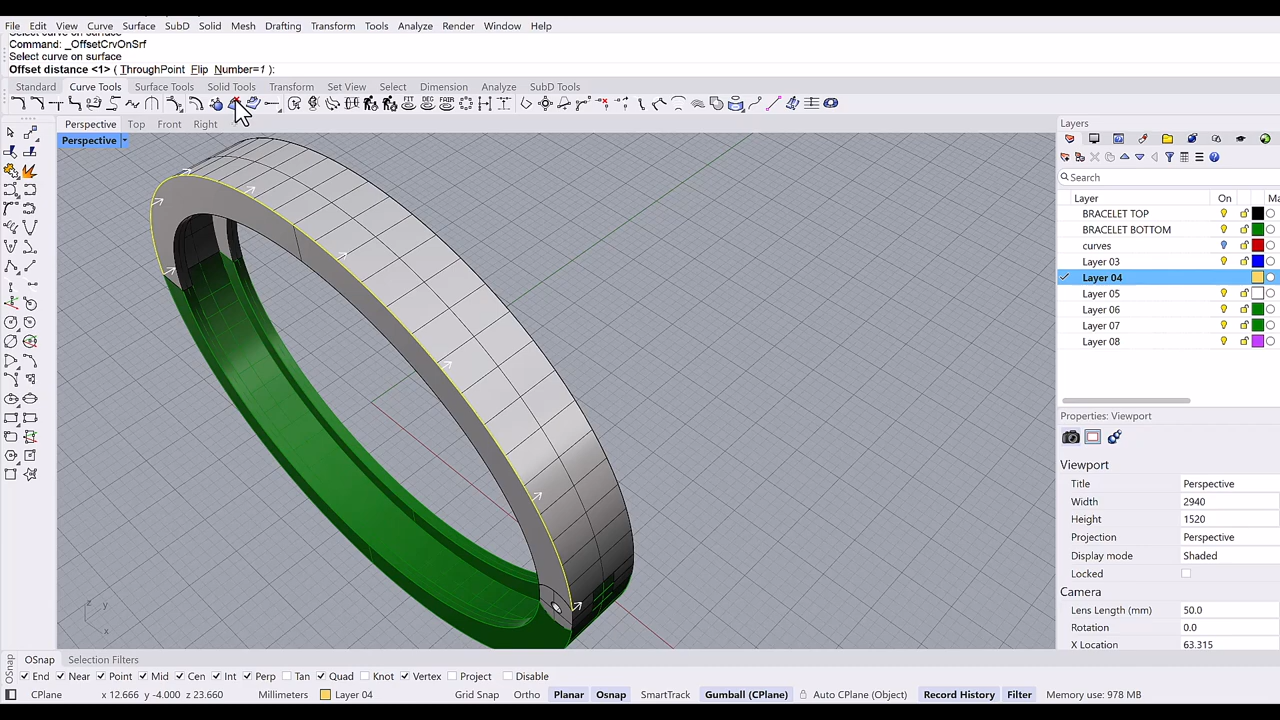 File Edit View Curve Surface SubD Solid Mesh Drafting Transform Tools Analyze Render Window Help
Select curve on surface
Command: _OffsetCrvOnSrf
Select curve on surface
Offset distance <1> ( ThroughPoint Flip Number=1 ):
Standard Curve Tools Surface Tools Solid Tools Transform Set View Select Dimension Analyze SubD Tools
Perspective Top Front Right
Perspective
Layers
Search
Layer On Ma
BRACELET TOP
BRACELET BOTTOM
curves
Layer 03
Layer 04
Layer 05
Layer 06
Layer 07
Layer 08
Properties: Viewport
Viewport
Title Perspective
Width 2940
Height 1520
Projection Perspective
Display mode Shaded
Locked
Camera
Lens Length (mm) 50.0
Rotation 0.0
X Location 63.315
z y
x
OSnap Selection Filters
OSnap
End Near Point Mid Cen Int Perp Tan Quad Knot Vertex Project Disable
CPlane x 12.666 y -4.000 z 23.660 Millimeters Layer 04 Grid Snap Ortho Planar Osnap SmartTrack Gumball (CPlane) Auto CPlane (Object) Record History Filter Memory use: 978 MB